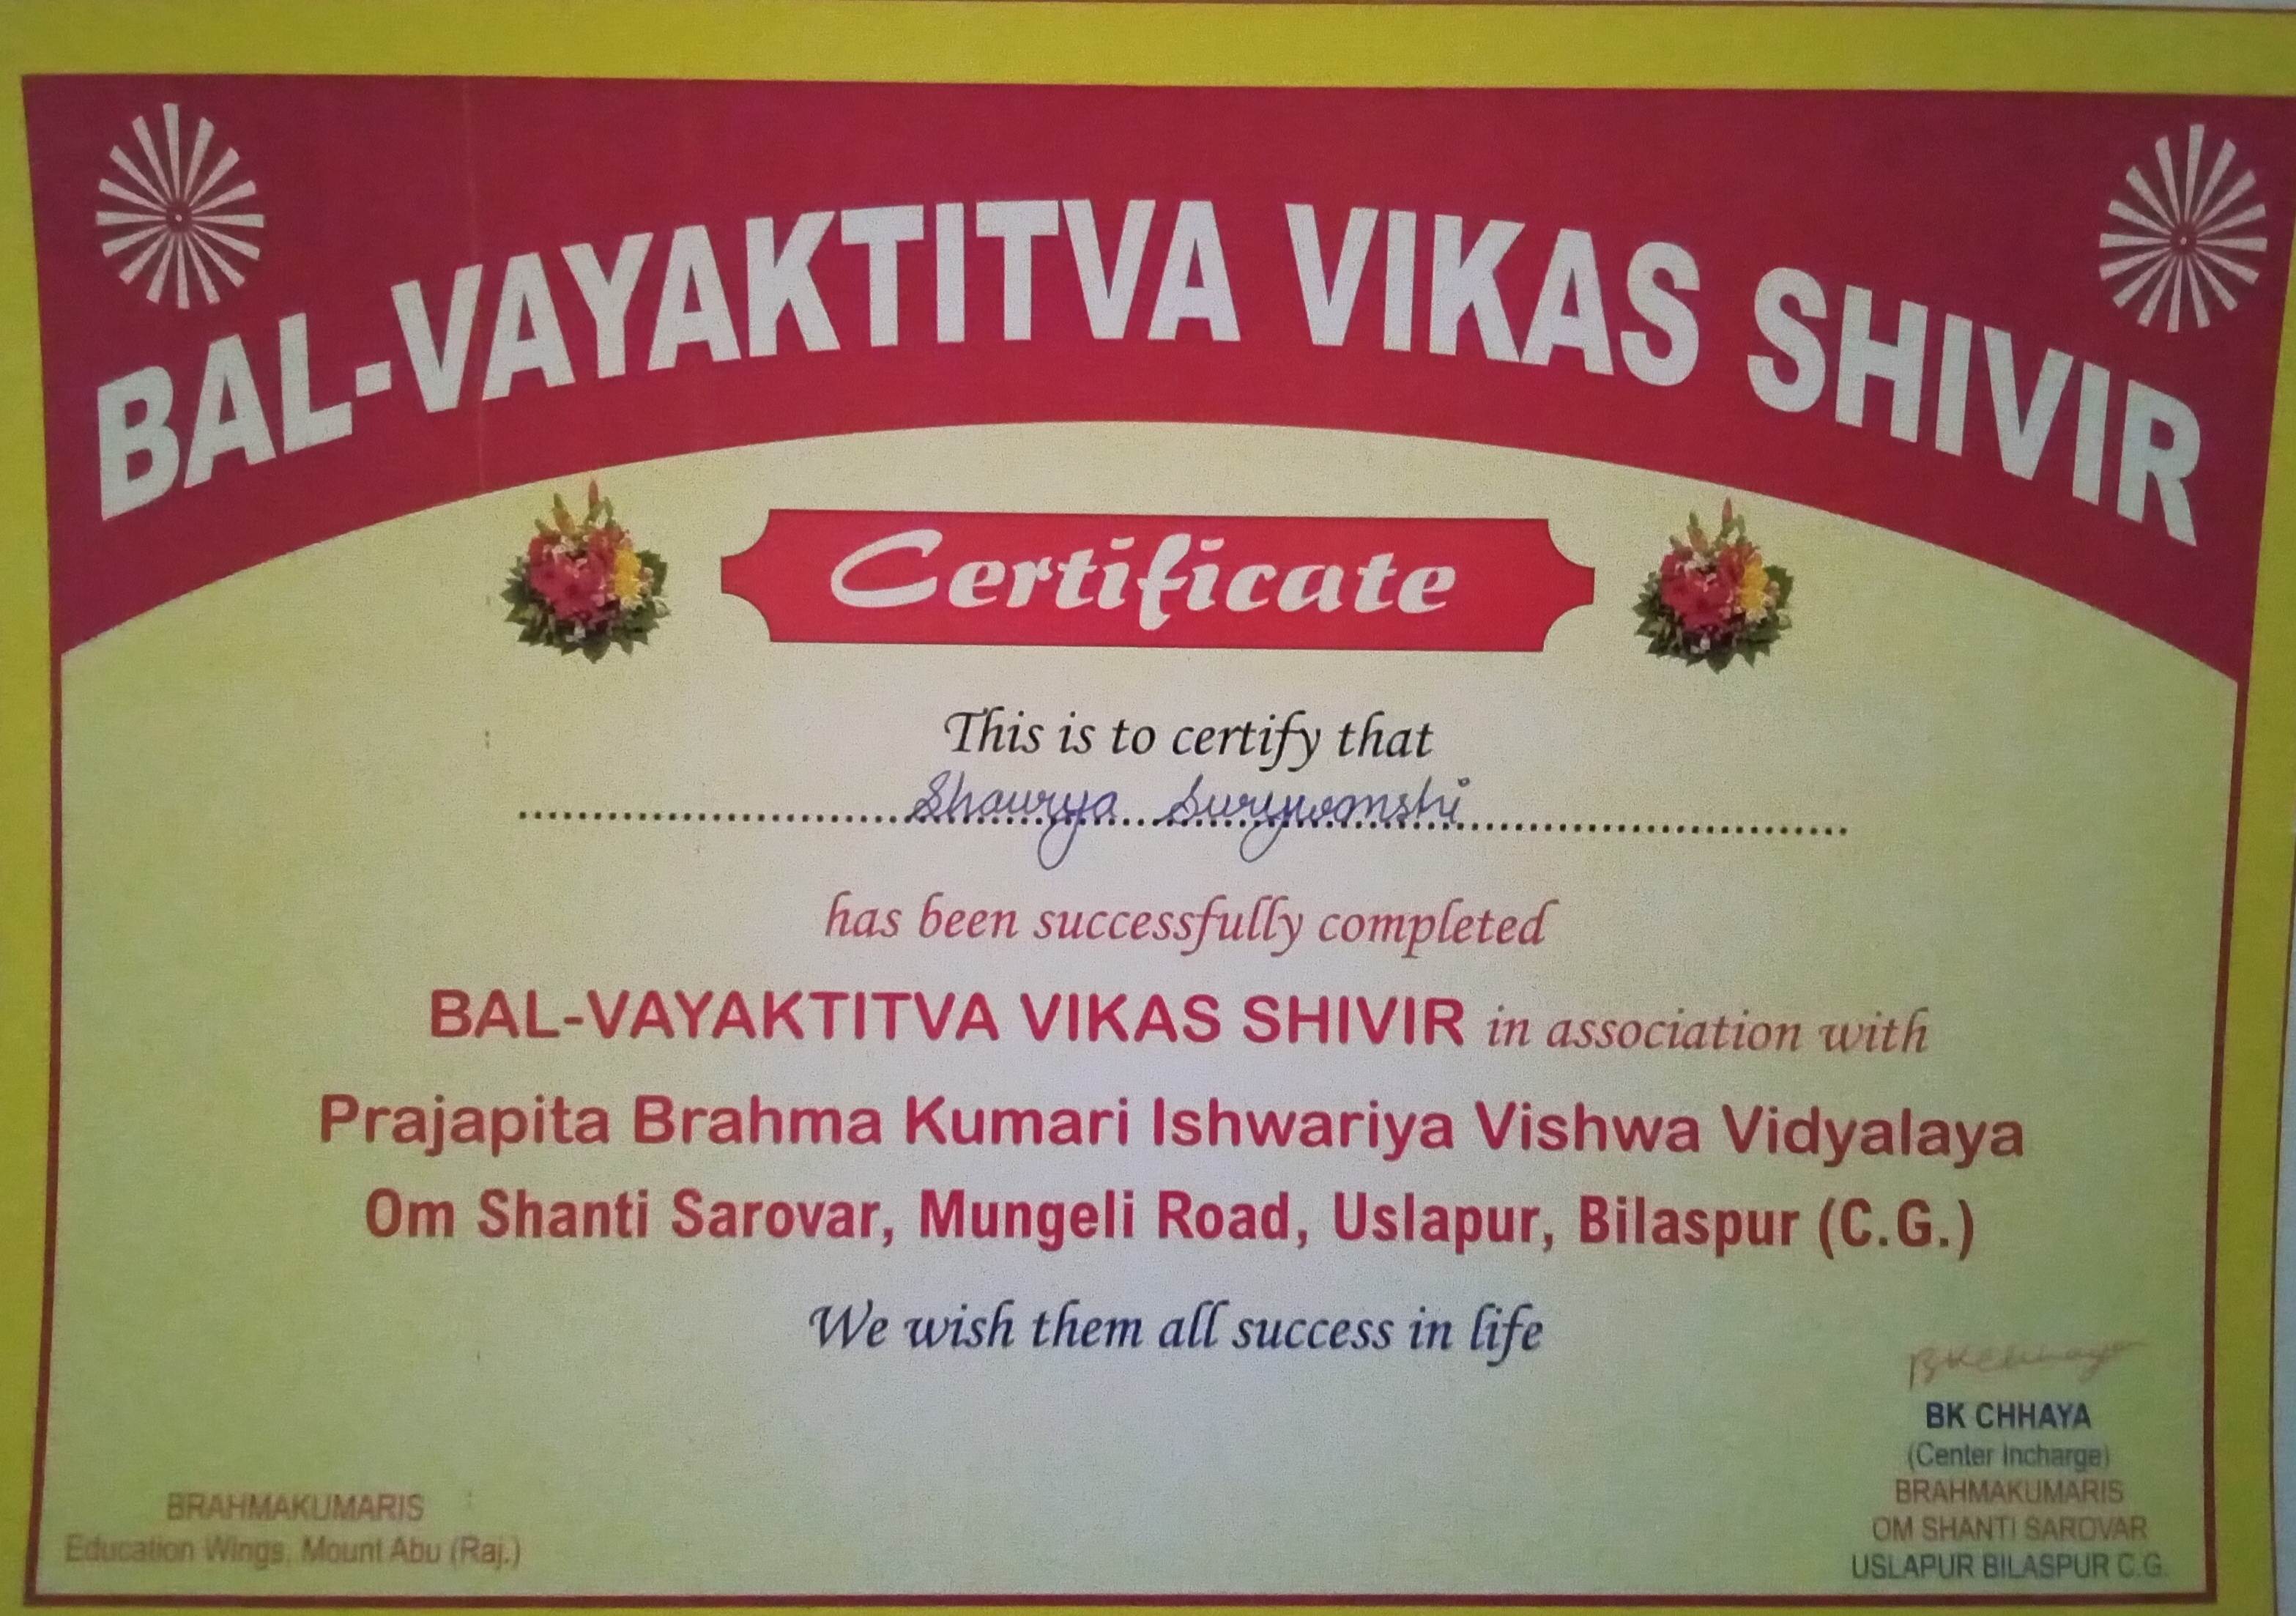 BAL-VAYAKTITVA VIKAS SHIVIR
Certificate
This is to certify that
Shaurya Suryvamshi
has been successfully completed
BAL-VAYAKTITVA VIKAS SHIVIR in association with
Prajapita Brahma Kumari Ishwariya Vishwa Vidyalaya
Om Shanti Sarovar, Mungeli Road, Uslapur, Bilaspur (C.G.)
We wish them all success in life
BKChhaya
BK CHHAYA
(Center Incharge)
BRAHMAKUMARIS
OM SHANTI SAROVAR
USLAPUR BILASPUR C.G.
BRAHMAKUMARIS
Education Wings, Mount Abu (Raj.)